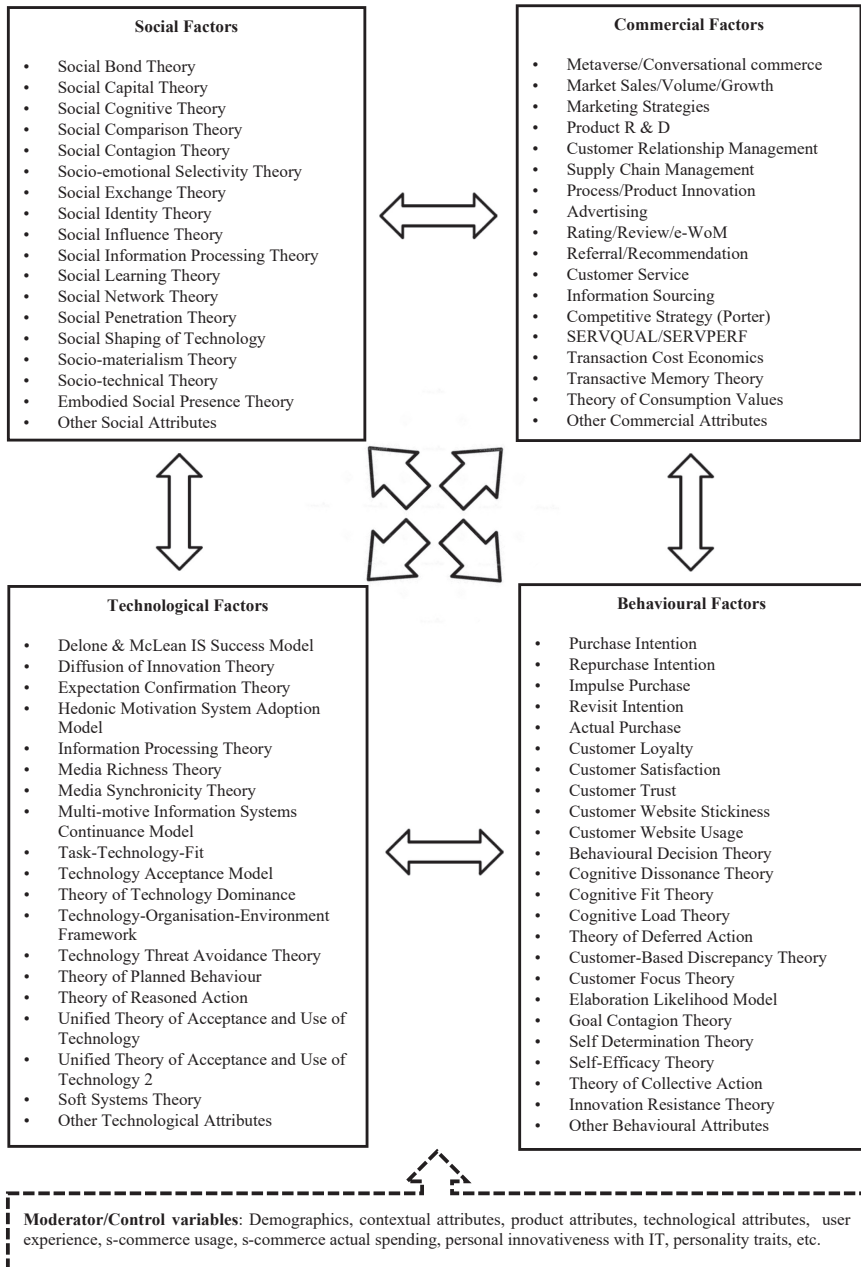 Social Factors
• Social Bond Theory
• Social Capital Theory
• Social Cognitive Theory
• Social Comparison Theory
• Social Contagion Theory
• Socio-emotional Selectivity Theory
• Social Exchange Theory
• Social Identity Theory
• Social Influence Theory
• Social Information Processing Theory
• Social Learning Theory
• Social Network Theory
• Social Penetration Theory
• Social Shaping of Technology
• Socio-materialism Theory
• Socio-technical Theory
• Embodied Social Presence Theory
• Other Social Attributes
Commercial Factors
• Metaverse/Conversational commerce
• Market Sales/Volume/Growth
• Marketing Strategies
• Product R & D
• Customer Relationship Management
• Supply Chain Management
• Process/Product Innovation
• Advertising
• Rating/Review/e-WoM
• Referral/Recommendation
• Customer Service
• Information Sourcing
• Competitive Strategy (Porter)
• SERVQUAL/SERVPERF
• Transaction Cost Economics
• Transactive Memory Theory
• Theory of Consumption Values
• Other Commercial Attributes
Technological Factors
• Delone & McLean IS Success Model
• Diffusion of Innovation Theory
• Expectation Confirmation Theory
• Hedonic Motivation System Adoption
Model
• Information Processing Theory
• Media Richness Theory
• Media Synchronicity Theory
• Multi-motive Information Systems
Continuance Model
• Task-Technology-Fit
• Technology Acceptance Model
• Theory of Technology Dominance
• Technology-Organisation-Environment
Framework
• Technology Threat Avoidance Theory
• Theory of Planned Behaviour
• Theory of Reasoned Action
• Unified Theory of Acceptance and Use of
Technology
• Unified Theory of Acceptance and Use of
Technology 2
• Soft Systems Theory
• Other Technological Attributes
Behavioural Factors
• Purchase Intention
• Repurchase Intention
• Impulse Purchase
• Revisit Intention
• Actual Purchase
• Customer Loyalty
• Customer Satisfaction
• Customer Trust
• Customer Website Stickiness
• Customer Website Usage
• Behavioural Decision Theory
• Cognitive Dissonance Theory
• Cognitive Fit Theory
• Cognitive Load Theory
• Theory of Deferred Action
• Customer-Based Discrepancy Theory
• Customer Focus Theory
• Elaboration Likelihood Model
• Goal Contagion Theory
• Self Determination Theory
• Self-Efficacy Theory
• Theory of Collective Action
• Innovation Resistance Theory
• Other Behavioural Attributes
Moderator/Control variables: Demographics, contextual attributes, product attributes, technological attributes, user
experience, s-commerce usage, s-commerce actual spending, personal innovativeness with IT, personality traits, etc.